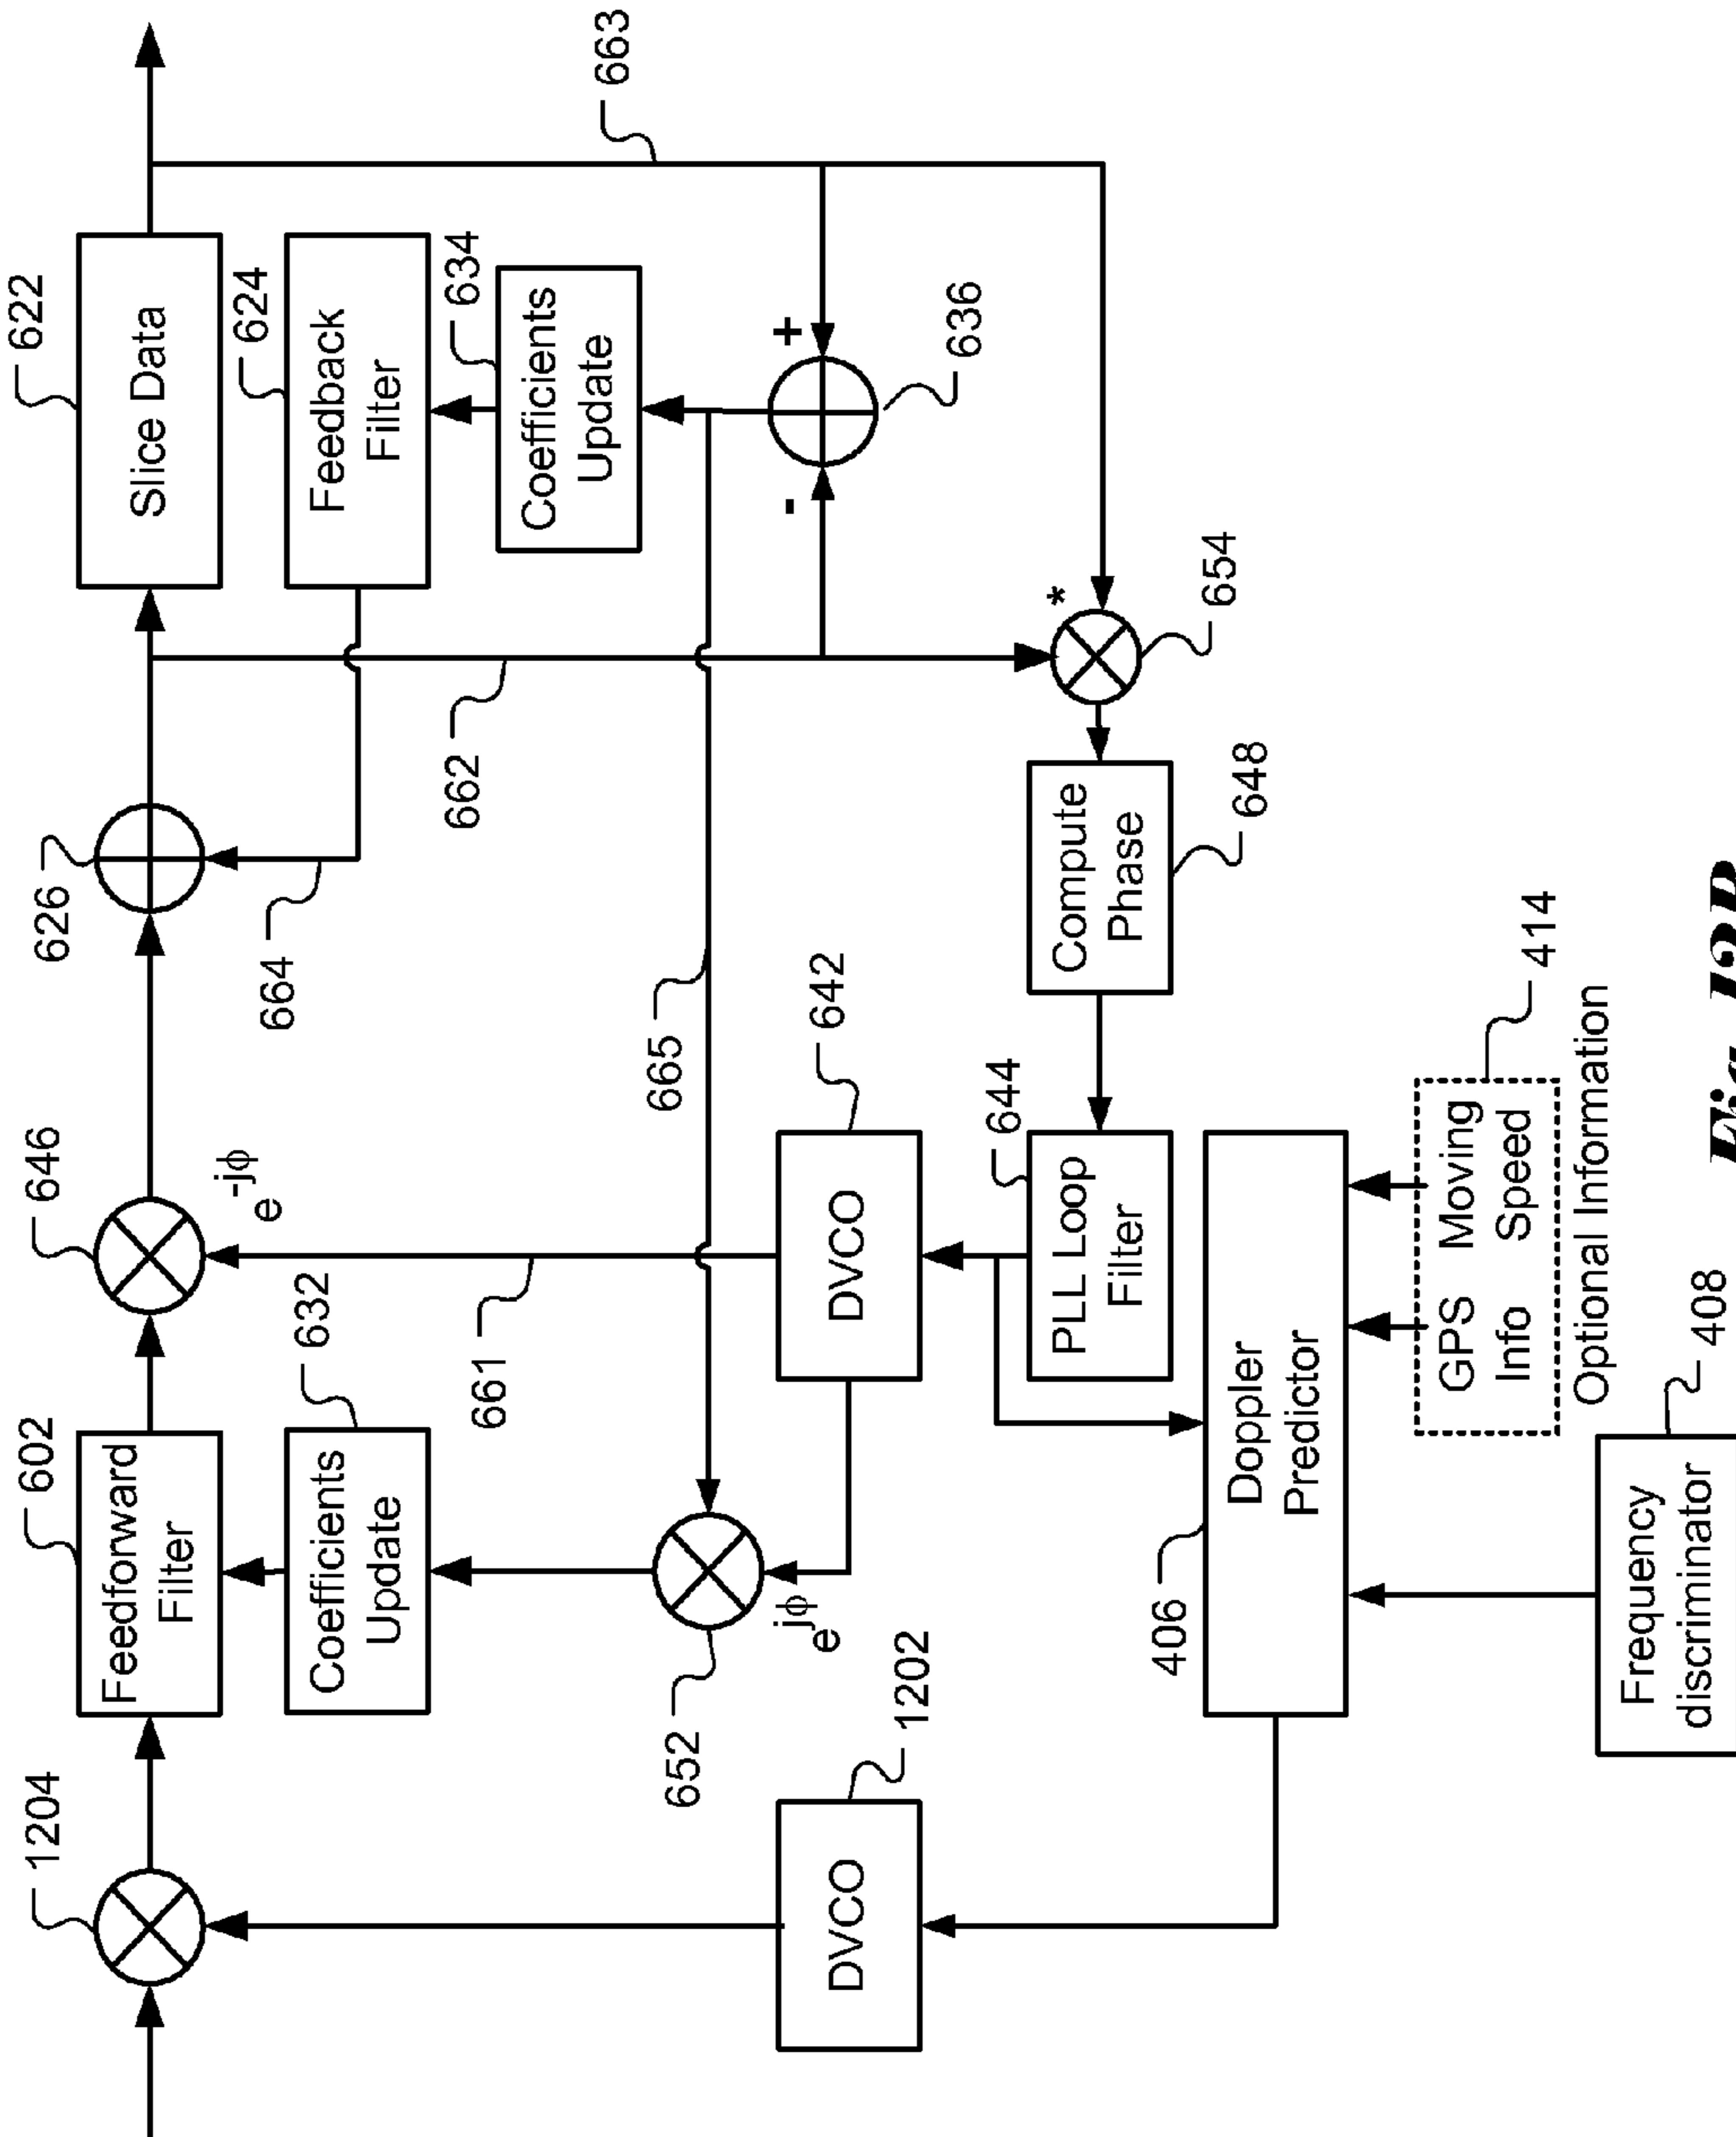 1204
602
646
626
622
Feedforward
Filter
Slice Data
e
-jϕ
664
624
632
Coefficients
Update
Feedback
Filter
634
661
662
663
Coefficients
Update
665
652
e
jϕ
642
-
+
636
1202
DVCO
DVCO
*
654
644
PLL Loop
Filter
Compute
Phase
648
406
Doppler
Predictor
414
GPS
Info
Moving
Speed
Optional Information
408
Frequency
discriminator